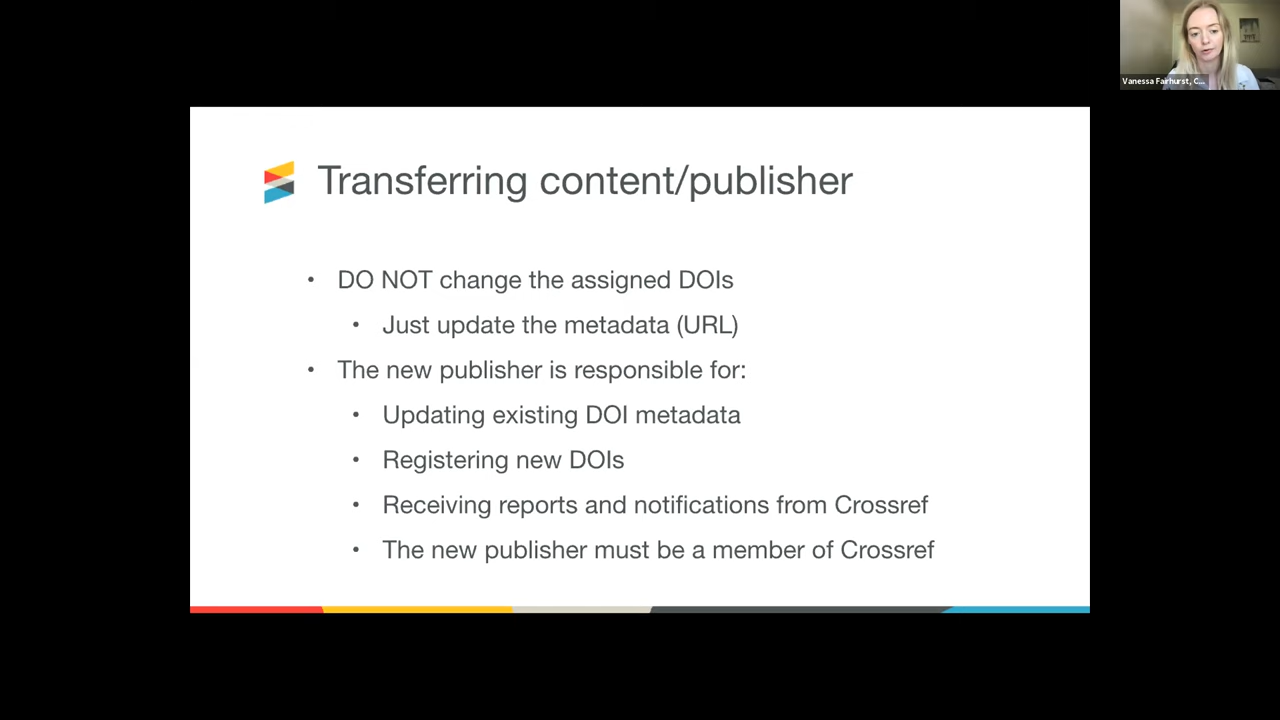 Vanessa Fairhurst, C...
Transferring content/publisher
• DO NOT change the assigned DOIs
• Just update the metadata (URL)
• The new publisher is responsible for:
• Updating existing DOI metadata
• Registering new DOIs
• Receiving reports and notifications from Crossref
• The new publisher must be a member of Crossref